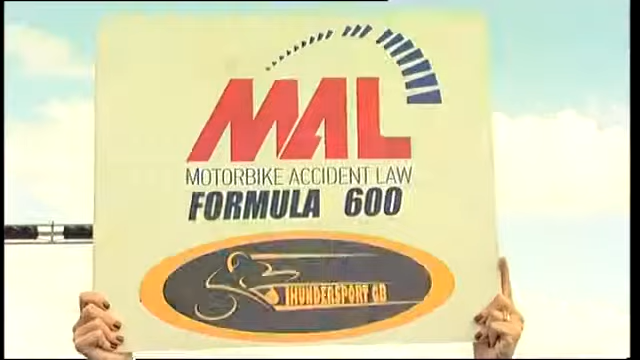 MAL
MOTORBIKE ACCIDENT LAW
FORMULA 600
THUNDERSPORT GB